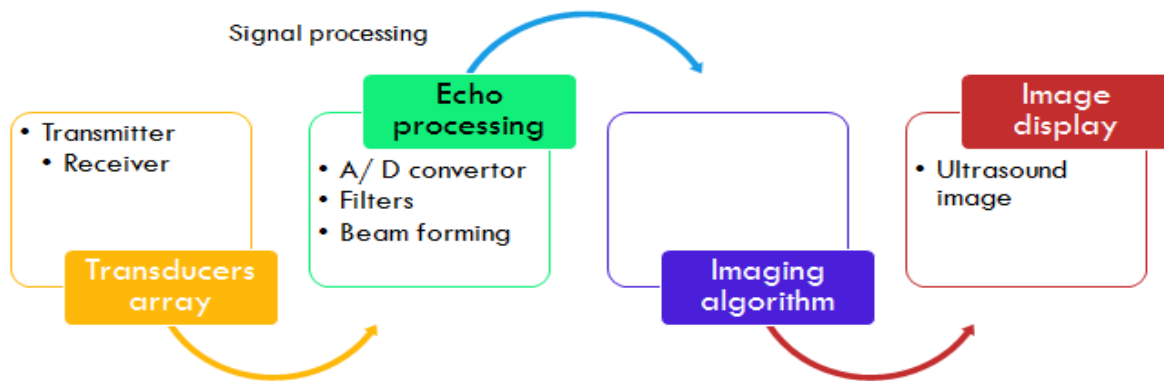 Signal processing
• Transmitter
• Receiver
Transducers
array
Echo
processing
• A/ D convertor
• Filters
• Beam forming
Imaging
algorithm
Image
display
• Ultrasound
image